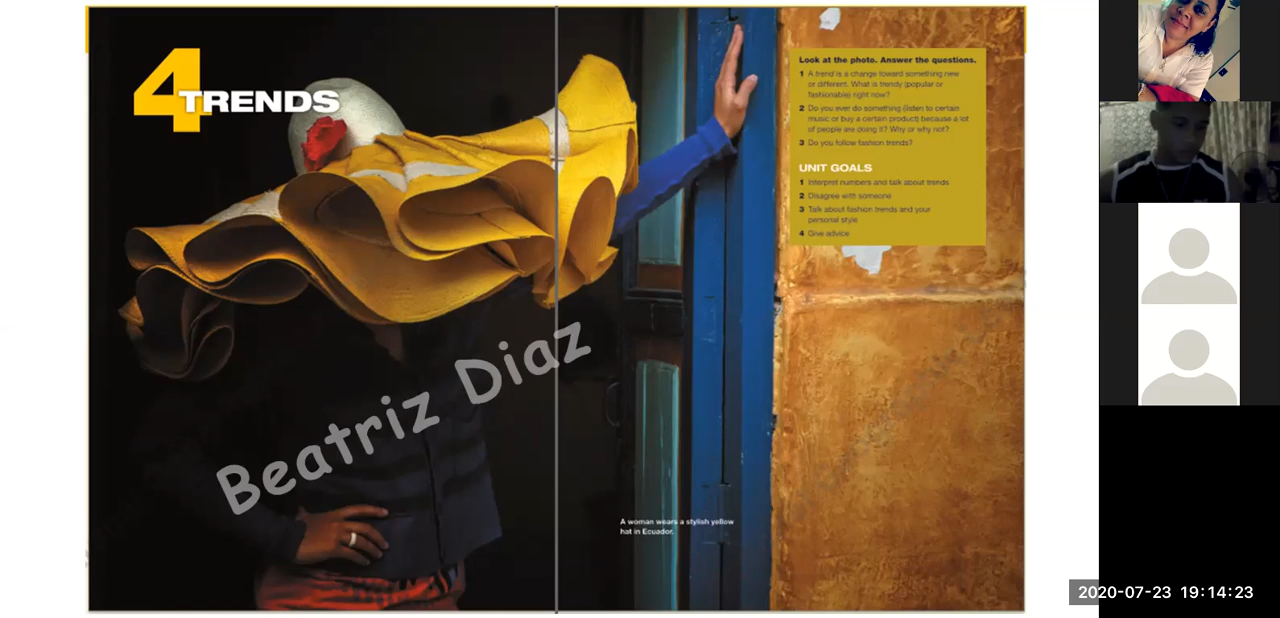 4 TRENDS
Look at the photo. Answer the questions.
1 A trend is a change toward something new
or different. What is trendy (popular or
fashionable) right now?
2 Do you ever do something (listen to certain
music or buy a certain product) because a lot
of people are doing it? Why or why not?
3 Do you follow fashion trends?
UNIT GOALS
1 Interpret numbers and talk about trends
2 Disagree with someone
3 Talk about fashion trends and your
personal style
4 Give advice
Beatriz Diaz
A woman wears a stylish yellow
hat in Ecuador.
2020-07-23 19:14:23